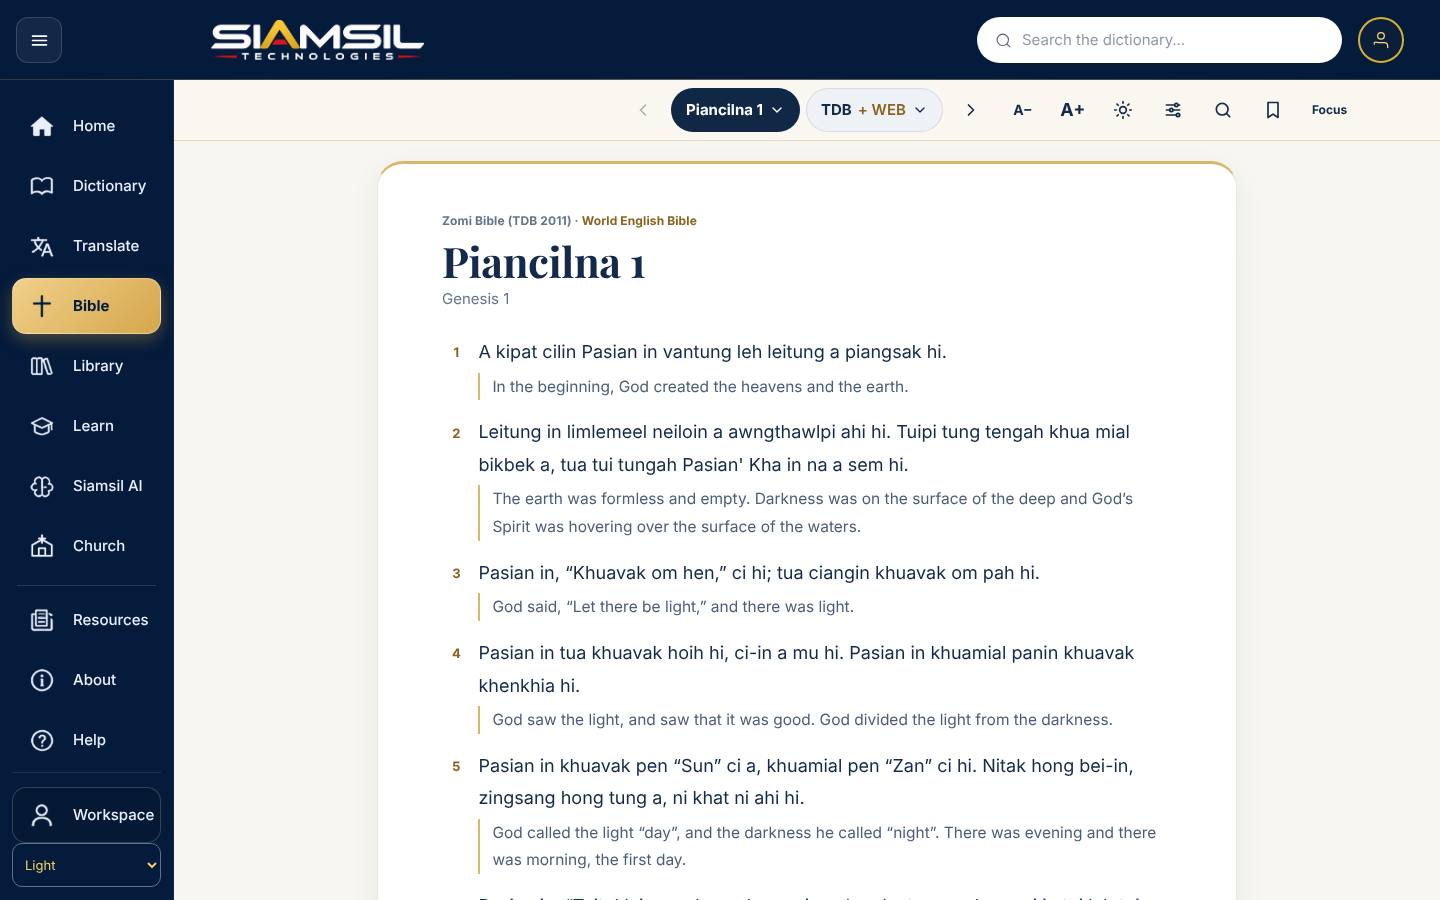 SIAMSIL
TECHNOLOGIES
Search the dictionary...
Home
Dictionary
Translate
Bible
Library
Learn
Siamsil AI
Church
Resources
About
Help
Workspace
Light
Piancilna 1
TDB + WEB
A−
A+
Focus
Zomi Bible (TDB 2011) · World English Bible
Piancilna 1
Genesis 1
1 A kipat cilin Pasian in vantung leh leitung a piangsak hi.
In the beginning, God created the heavens and the earth.
2 Leitung in limlemeel neiloin a awngthawlpi ahi hi. Tuipi tung tengah khua mial
bikbek a, tua tui tungah Pasian' Kha in na a sem hi.
The earth was formless and empty. Darkness was on the surface of the deep and God’s
Spirit was hovering over the surface of the waters.
3 Pasian in, “Khuavak om hen,” ci hi; tua ciangin khuavak om pah hi.
God said, “Let there be light,” and there was light.
4 Pasian in tua khuavak hoih hi, ci-in a mu hi. Pasian in khuamial panin khuavak
khenkhia hi.
God saw the light, and saw that it was good. God divided the light from the darkness.
5 Pasian in khuavak pen “Sun” ci a, khuamial pen “Zan” ci hi. Nitak hong bei-in,
zingsang hong tung a, ni khat ni ahi hi.
God called the light “day”, and the darkness he called “night”. There was evening and there
was morning, the first day.